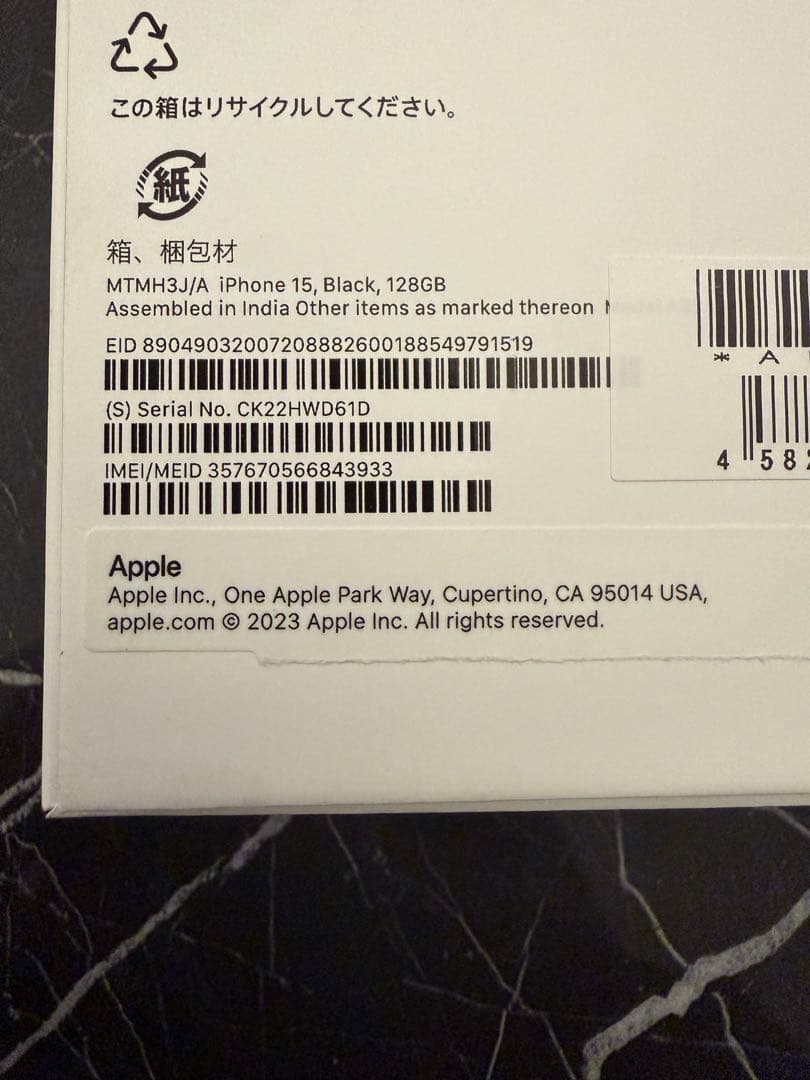 この箱はリサイクルしてください。
紙
箱、梱包材
MTMH3J/A iPhone 15, Black, 128GB
Assembled in India Other items as marked thereon
EID 89049032007208882600188549791519
(S) Serial No. CK22HWD61D
IMEI/MEID 357670566843933
* A
4 582
Apple
Apple Inc., One Apple Park Way, Cupertino, CA 95014 USA,
apple.com © 2023 Apple Inc. All rights reserved.